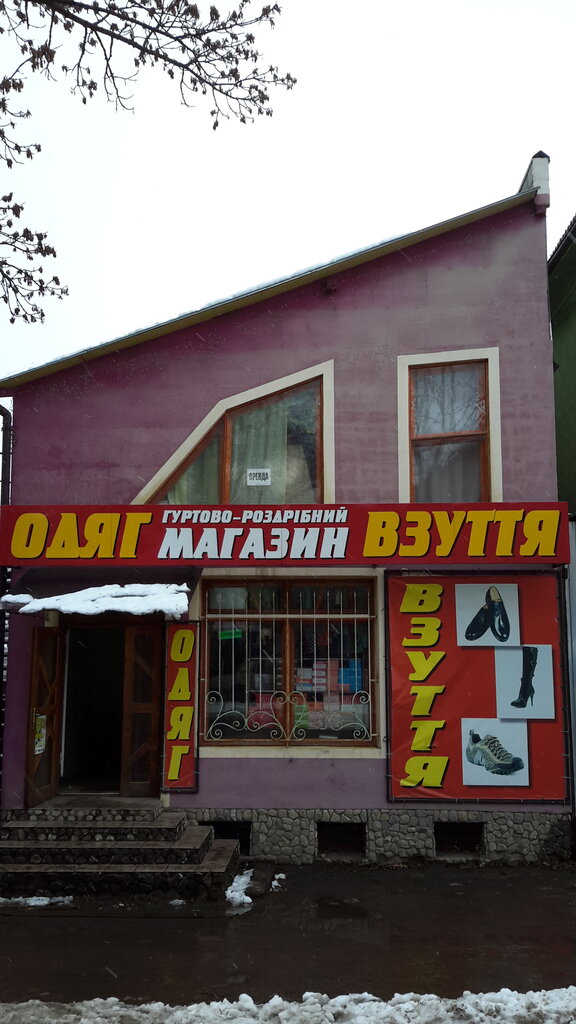 ОРЕНДА
ОДЯГ
ГУРТОВО-РОЗДРІБНИЙ
МАГАЗИН
ВЗУТТЯ
ОДЯГ
ВЗУТТЯ